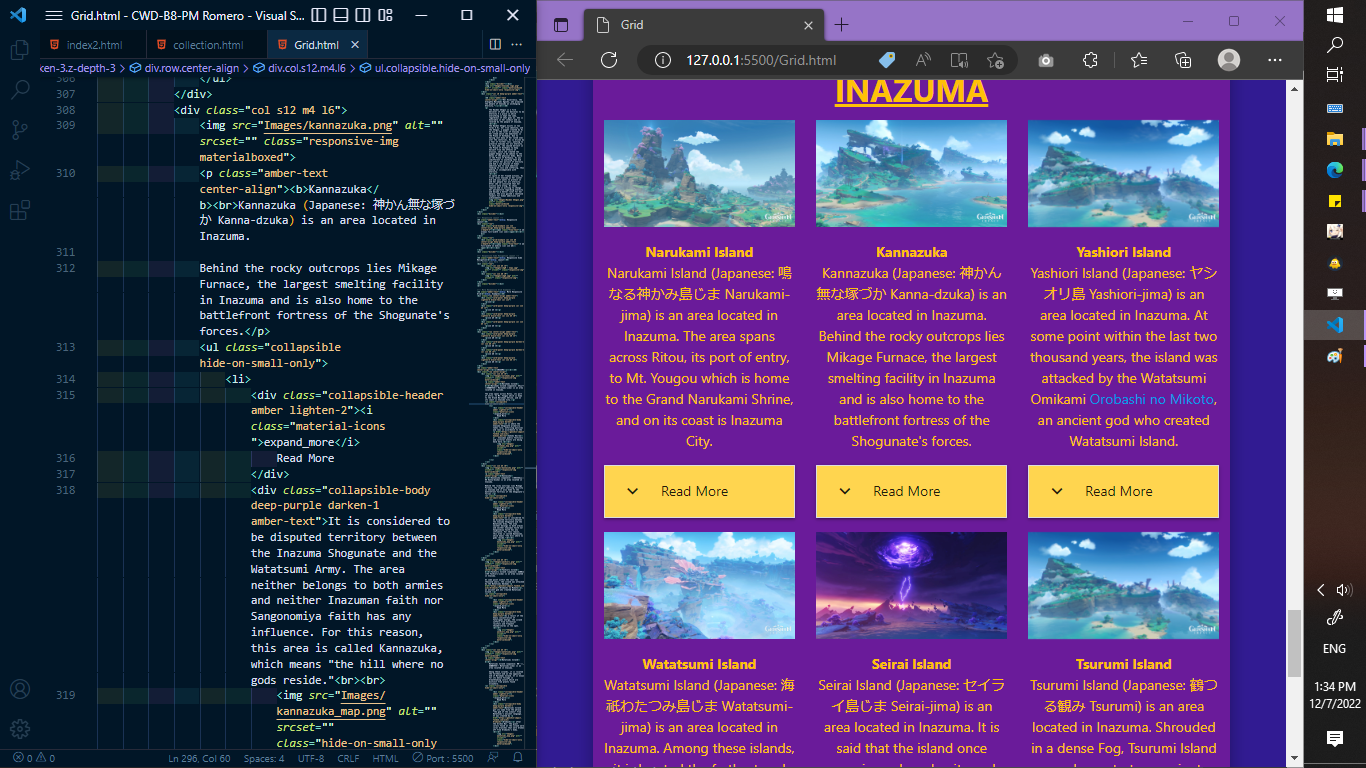 Grid.html - CWD-B8-PM Romero - Visual S...
index2.html
collection.html
Grid.html
ken-3.z-depth-3 > div.row.center-align > div.col.s12.m4.l6 > ul.collapsible.hide-on-small-only
306 </ul>
307 </div>
308 <div class="col s12 m4 l6">
309 <img src="Images/kannazuka.png" alt=""
srcset="" class="responsive-img
materialboxed">
310 <p class="amber-text
center-align"><b>Kannazuka</
b><br>Kannazuka (Japanese: 神かん無な塚づ
か Kanna-dzuka) is an area located in
Inazuma.
311
312 Behind the rocky outcrops lies Mikage
Furnace, the largest smelting facility
in Inazuma and is also home to the
battlefront fortress of the Shogunate's
forces.</p>
313 <ul class="collapsible
hide-on-small-only">
314 <li>
315 <div class="collapsible-header
amber lighten-2"><i
class="material-icons
">expand_more</i>
316 Read More
317 </div>
318 <div class="collapsible-body
deep-purple darken-1
amber-text">It is considered to
be disputed territory between
the Inazuma Shogunate and the
Watatsumi Army. The area
neither belongs to both armies
and neither Inazuman faith nor
Sangonomiya faith has any
influence. For this reason,
this area is called Kannazuka,
which means "the hill where no
gods reside."<br><br>
319 <img src="Images/
kannazuka_map.png" alt=""
srcset=""
class="hide-on-small-only
0 0
Ln 296, Col 60 Spaces: 4 UTF-8 CRLF HTML Port : 5500
Grid
127.0.0.1:5500/Grid.html
INAZUMA
Narukami Island
Narukami Island (Japanese: 鳴
なる神かみ島じま Narukami-
jima) is an area located in
Inazuma. The area spans
across Ritou, its port of entry,
to Mt. Yougou which is home
to the Grand Narukami Shrine,
and on its coast is Inazuma
City.
Read More
Kannazuka
Kannazuka (Japanese: 神かん
無な塚づか Kanna-dzuka) is an
area located in Inazuma.
Behind the rocky outcrops lies
Mikage Furnace, the largest
smelting facility in Inazuma
and is also home to the
battlefront fortress of the
Shogunate's forces.
Read More
Yashiori Island
Yashiori Island (Japanese: ヤシ
オリ島 Yashiori-jima) is an
area located in Inazuma. At
some point within the last two
thousand years, the island was
attacked by the Watatsumi
Omikami Orobashi no Mikoto,
an ancient god who created
Watatsumi Island.
Read More
Watatsumi Island
Watatsumi Island (Japanese: 海
祇わたつみ島じま Watatsumi-
jima) is an area located in
Inazuma. Among these islands,
Seirai Island
Seirai Island (Japanese: セイラ
イ島じま Seirai-jima) is an
area located in Inazuma. It is
said that the island once
Tsurumi Island
Tsurumi Island (Japanese: 鶴つ
る観み Tsurumi) is an area
located in Inazuma. Shrouded
in a dense Fog, Tsurumi Island
ENG
1:34 PM
12/7/2022